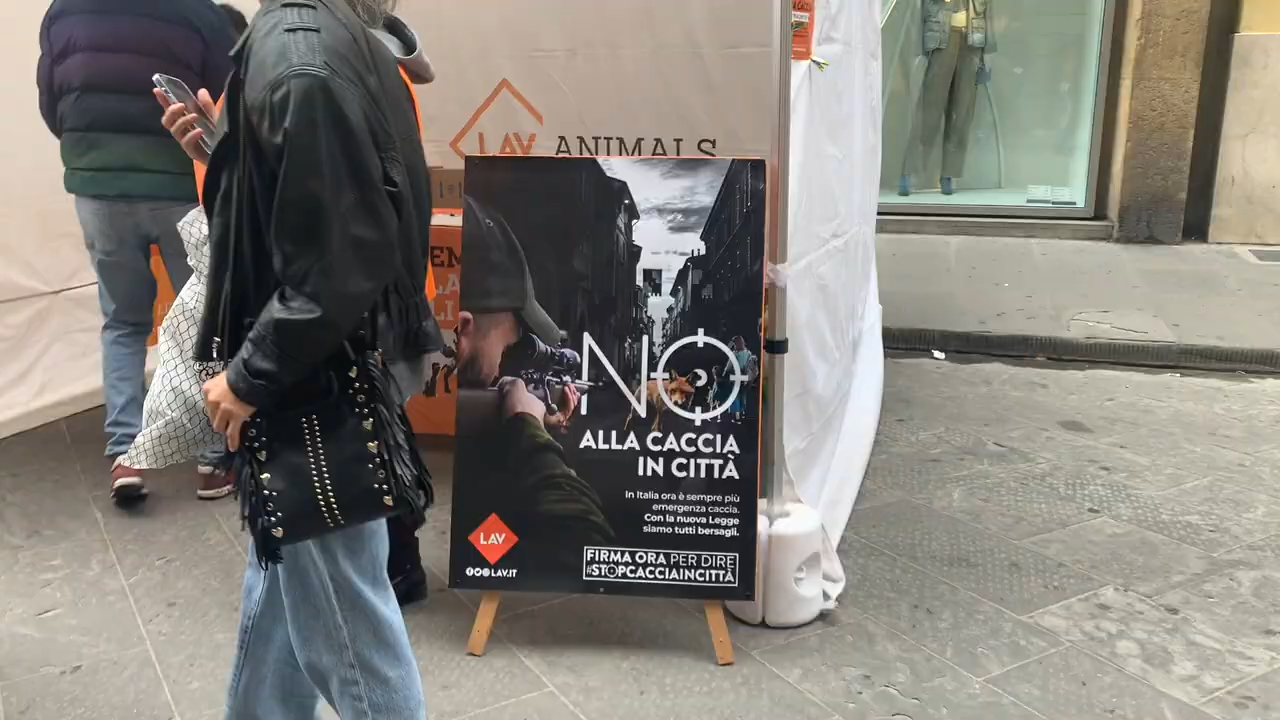 LAV ANIMALS
NO
ALLA CACCIA
IN CITTÀ
In Italia ora è sempre più
emergenza caccia.
Con la nuova Legge
siamo tutti bersagli.
LAV
LAV.IT
FIRMA ORA PER DIRE
#STOPCACCIAINCITTÀ